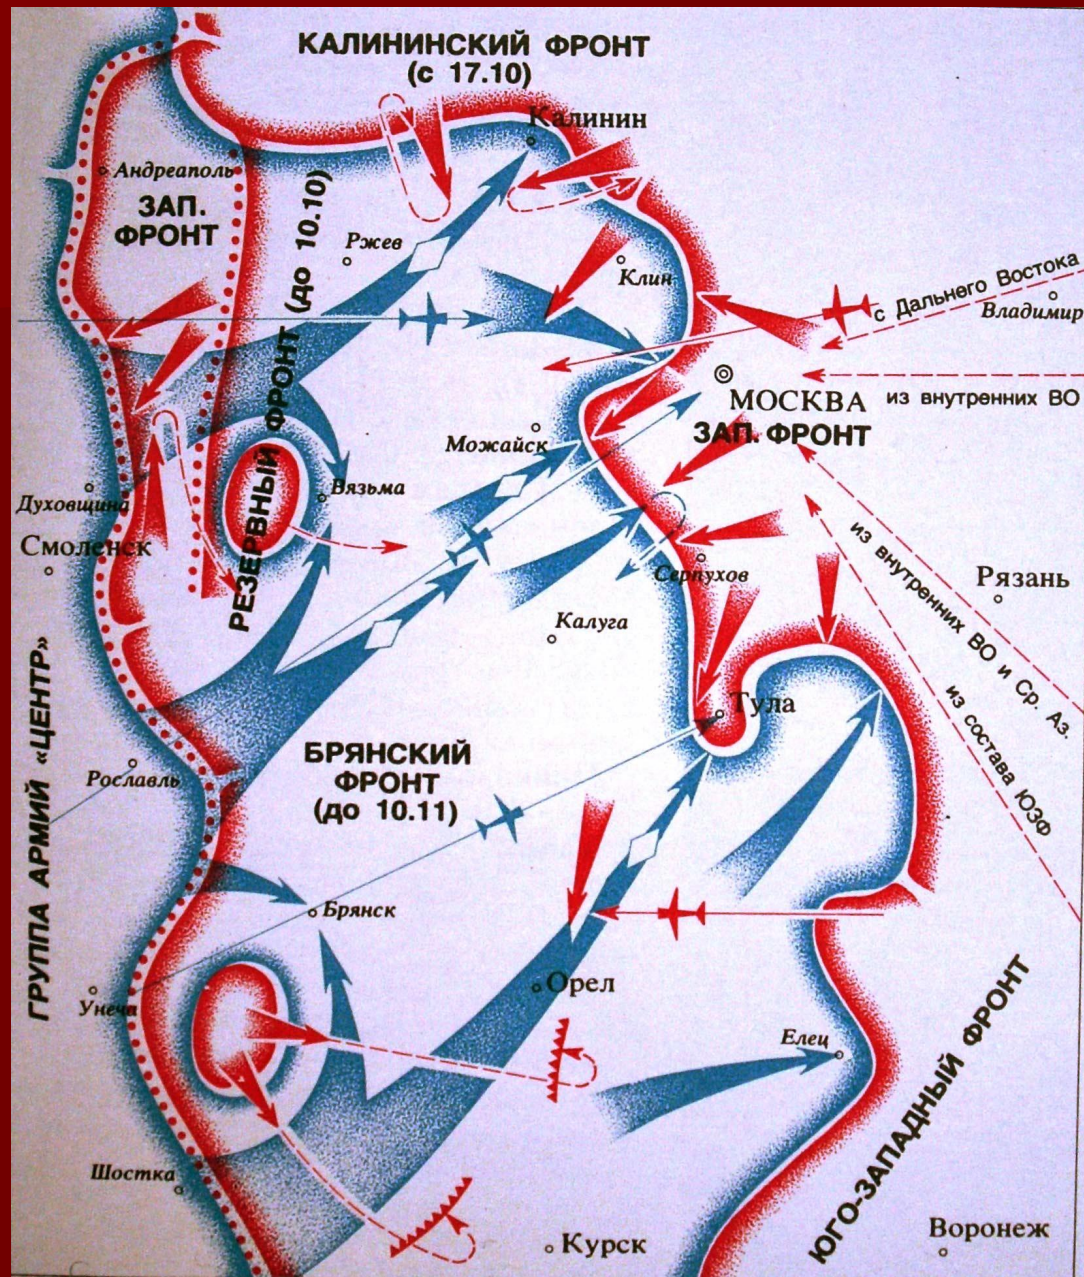 КАЛИНИНСКИЙ ФРОНТ
(с 17.10)
Калинин
Андреаполь
ЗАП.
ФРОНТ
РЕЗЕРВНЫЙ ФРОНТ (до 10.10)
Ржев
Клин
с Дальнего Востока
Владимир
МОСКВА
из внутренних ВО
ЗАП. ФРОНТ
Можайск
Вязьма
Духовщина
Смоленск
Серпухов
из внутренних ВО и Ср. Аз.
Рязань
Калуга
из состава ЮЗФ
ГРУППА АРМИЙ «ЦЕНТР»
Тула
БРЯНСКИЙ
ФРОНТ
(до 10.11)
Рославль
Брянск
Унеча
Орел
Елец
ЮГО-ЗАПАДНЫЙ ФРОНТ
Шостка
Курск
Воронеж